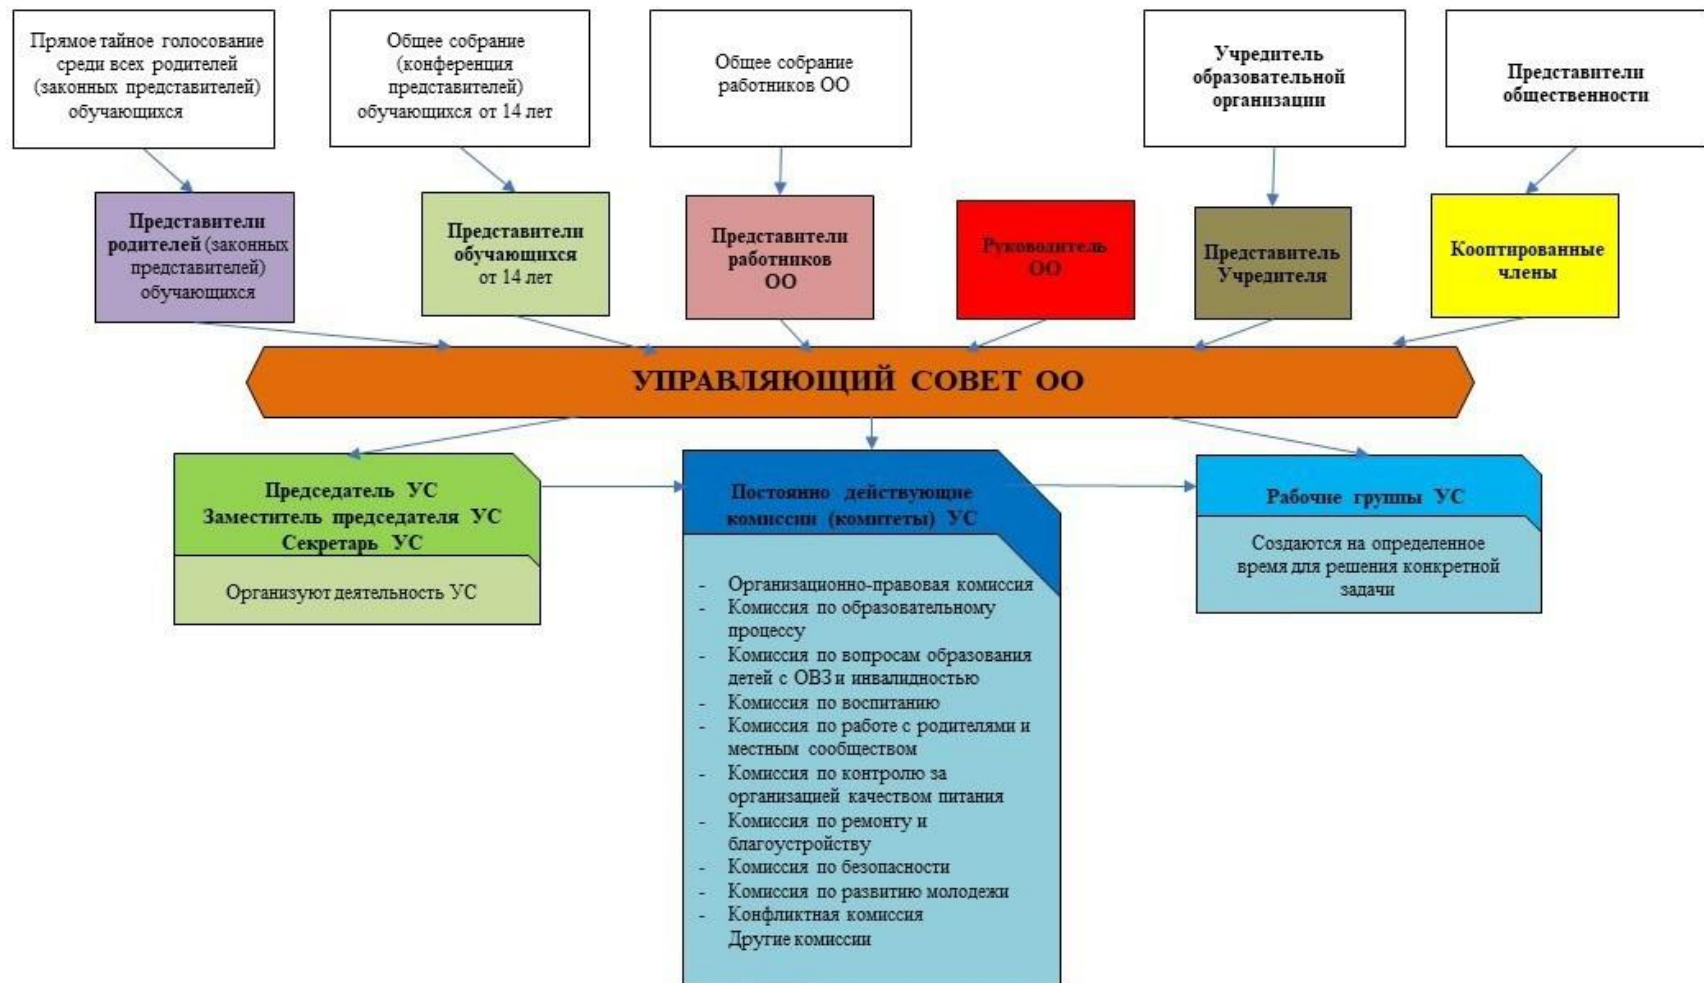 Прямое тайное голосование
среди всех родителей
(законных представителей)
обучающихся
Общее собрание
(конференция
представителей)
обучающихся от 14 лет
Общее собрание
работников ОО
Учредитель
образовательной
организации
Представители
общественности
Представители
родителей (законных
представителей)
обучающихся
Представители
обучающихся
от 14 лет
Представители
работников
ОО
Руководитель
ОО
Представитель
Учредителя
Кооптированные
члены
УПРАВЛЯЮЩИЙ СОВЕТ ОО
Председатель УС
Заместитель председателя УС
Секретарь УС
Организуют деятельность УС
Постоянно действующие
комиссии (комитеты) УС
- Организационно-правовая комиссия
- Комиссия по образовательному
процессу
- Комиссия по вопросам образования
детей с ОВЗ и инвалидностью
- Комиссия по воспитанию
- Комиссия по работе с родителями и
местным сообществом
- Комиссия по контролю за
организацией качеством питания
- Комиссия по ремонту и
благоустройству
- Комиссия по безопасности
- Комиссия по развитию молодежи
- Конфликтная комиссия
Другие комиссии
Рабочие группы УС
Создаются на определенное
время для решения конкретной
задачи